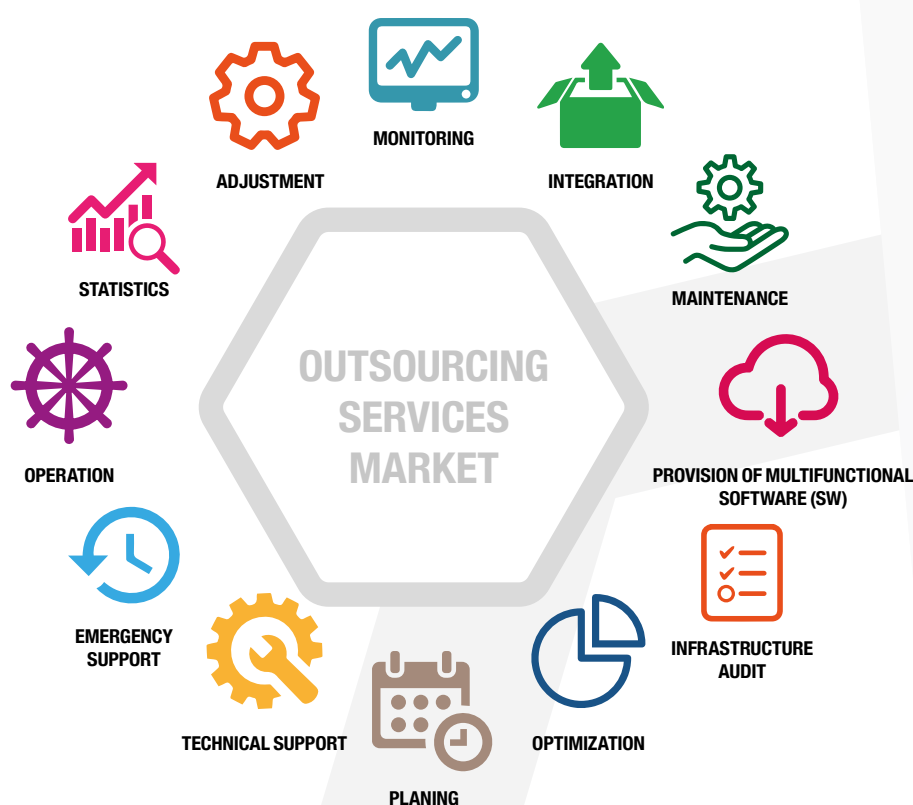 MONITORING
ADJUSTMENT
INTEGRATION
STATISTICS
MAINTENANCE
OUTSOURCING
SERVICES
MARKET
OPERATION
PROVISION OF MULTIFUNCTIONAL
SOFTWARE (SW)
EMERGENCY
SUPPORT
INFRASTRUCTURE
AUDIT
TECHNICAL SUPPORT
OPTIMIZATION
PLANING